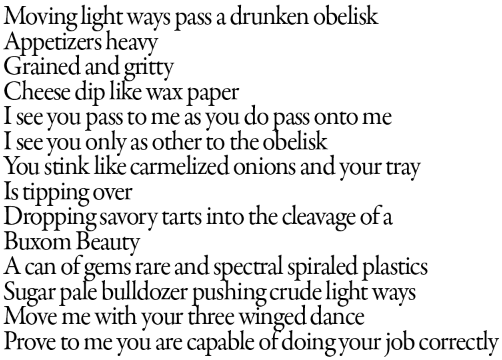 Moving light ways pass a drunken obelisk
Appetizers heavy
Grained and gritty
Cheese dip like wax paper
I see you pass to me as you do pass onto me
I see you only as other to the obelisk
You stink like carmelized onions and your tray
Is tipping over
Dropping savory tarts into the cleavage of a
Buxom Beauty
A can of gems rare and spectral spiraled plastics
Sugar pale bulldozer pushing crude light ways
Move me with your three winged dance
Prove to me you are capable of doing your job correctly